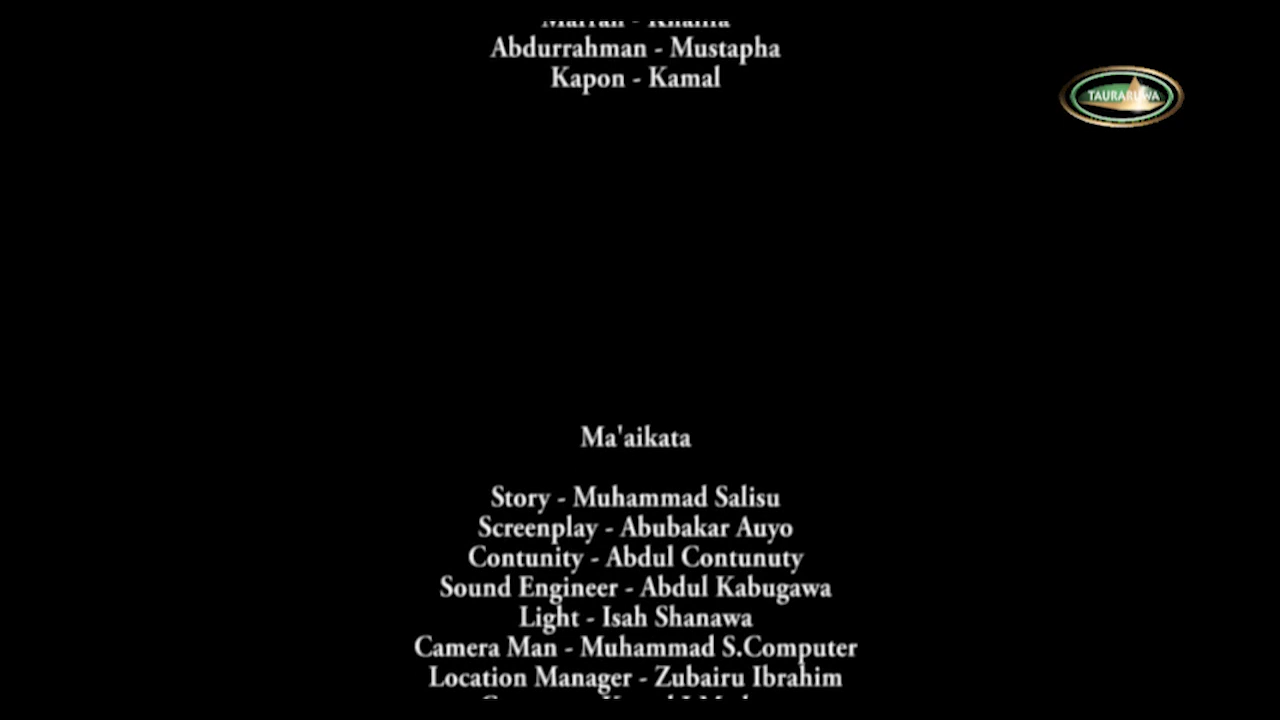 Abdurrahman - Mustapha
Kapon - Kamal
TAURARUWA
Ma'aikata
Story - Muhammad Salisu
Screenplay - Abubakar Auyo
Contunity - Abdul Contunuty
Sound Engineer - Abdul Kabugawa
Light - Isah Shanawa
Camera Man - Muhammad S.Computer
Location Manager - Zubairu Ibrahim